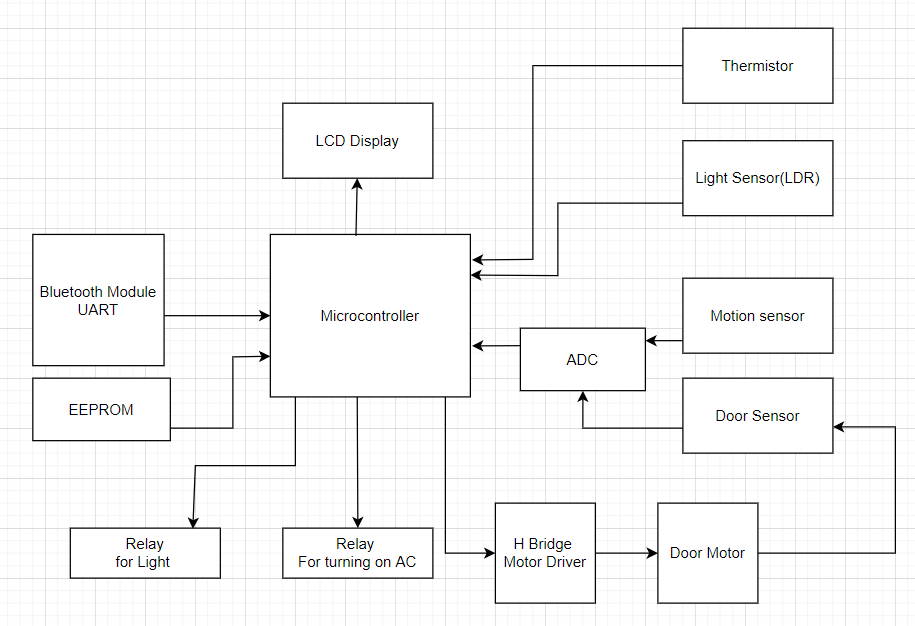 Thermistor
LCD Display
Light Sensor(LDR)
Bluetooth Module
UART
Microcontroller
Motion sensor
ADC
EEPROM
Door Sensor
Relay
for Light
Relay
For turning on AC
H Bridge
Motor Driver
Door Motor